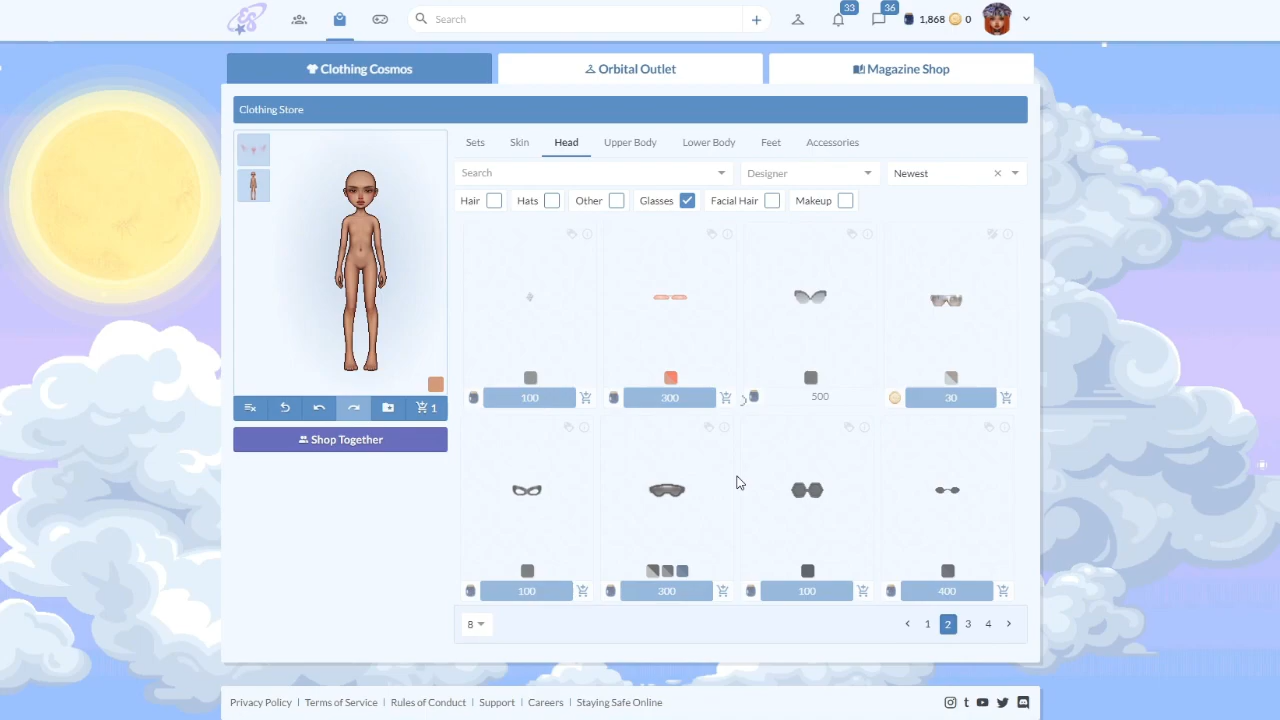 Search
33
36
1,868
0
Clothing Cosmos
Orbital Outlet
Magazine Shop
Clothing Store
Sets
Skin
Head
Upper Body
Lower Body
Feet
Accessories
Search
Designer
Newest
Hair
Hats
Other
Glasses
Facial Hair
Makeup
100
300
500
30
1
Shop Together
100
300
100
400
8
1
2
3
4
Privacy Policy | Terms of Service | Rules of Conduct | Support | Careers | Staying Safe Online